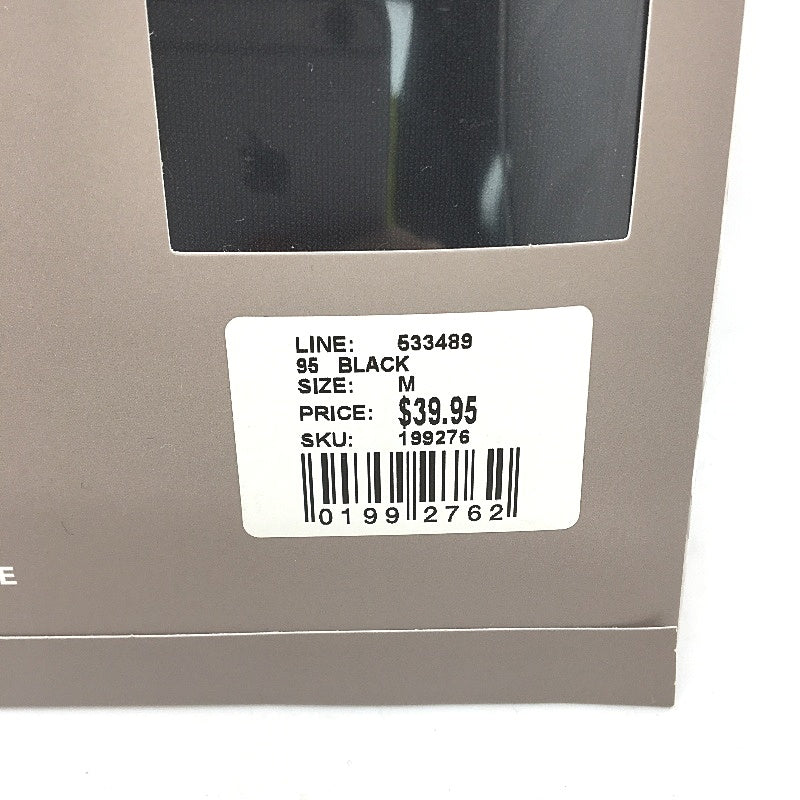 LINE: 533489
95 BLACK
SIZE: M
PRICE: $39.95
SKU: 199276
0199 2762
E